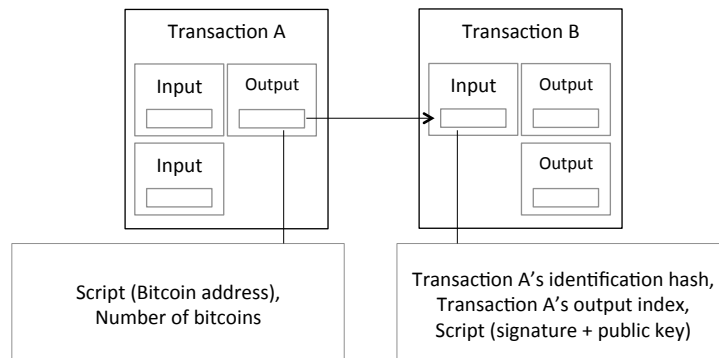 Transaction A
Input
Output
Input
Transaction B
Input
Output
Output
Script (Bitcoin address),
Number of bitcoins
Transaction A’s identification hash,
Transaction A’s output index,
Script (signature + public key)